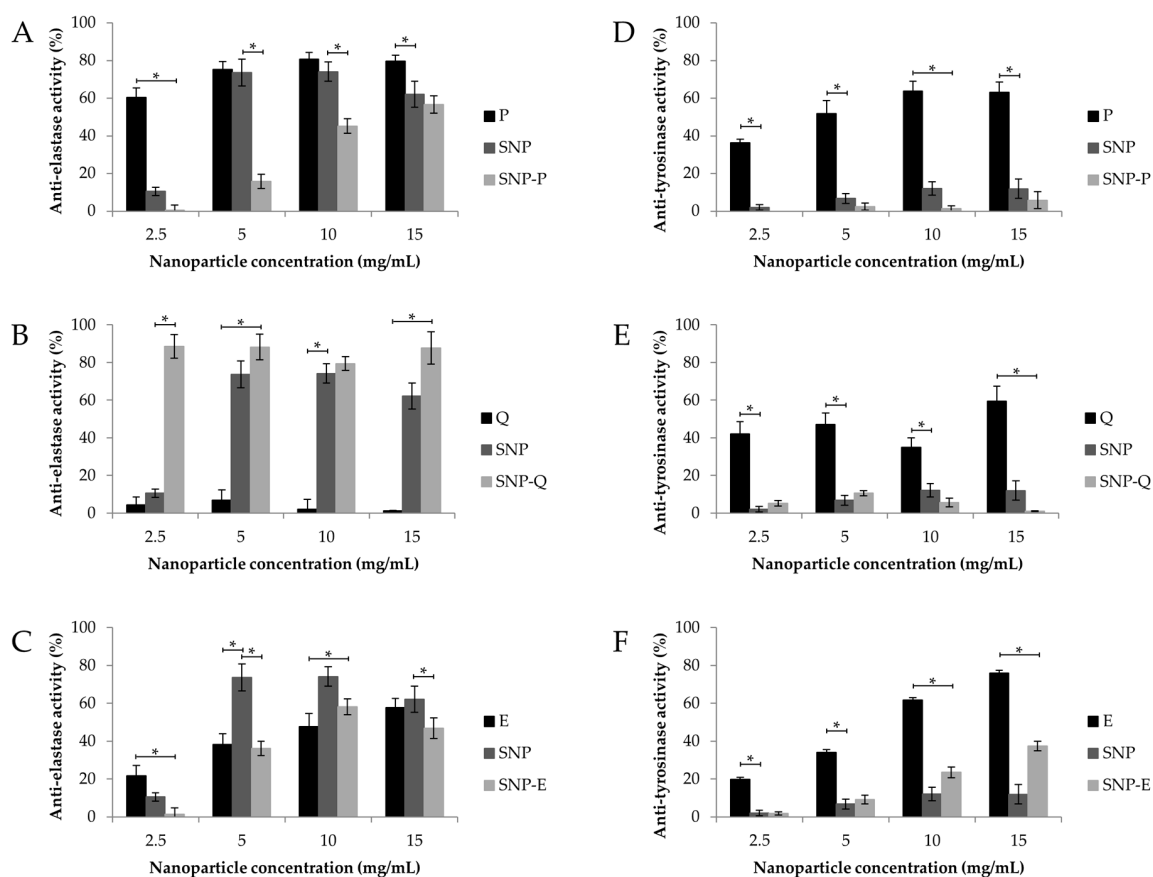 A
Anti-elastase activity (%)
100
80
60
40
20
0
* * * *
2.5 5 10 15
Nanoparticle concentration (mg/mL)
P
SNP
SNP-P
D
Anti-tyrosinase activity (%)
100
80
60
40
20
0
* * * *
2.5 5 10 15
Nanoparticle concentration (mg/mL)
P
SNP
SNP-P
B
Anti-elastase activity (%)
100
80
60
40
20
0
* * * *
2.5 5 10 15
Nanoparticle concentration (mg/mL)
Q
SNP
SNP-Q
E
Anti-tyrosinase activity (%)
100
80
60
40
20
0
* * * *
2.5 5 10 15
Nanoparticle concentration (mg/mL)
Q
SNP
SNP-Q
C
Anti-elastase activity (%)
100
80
60
40
20
0
* * * * *
2.5 5 10 15
Nanoparticle concentration (mg/mL)
E
SNP
SNP-E
F
Anti-tyrosinase activity (%)
100
80
60
40
20
0
* * * *
2.5 5 10 15
Nanoparticle concentration (mg/mL)
E
SNP
SNP-E